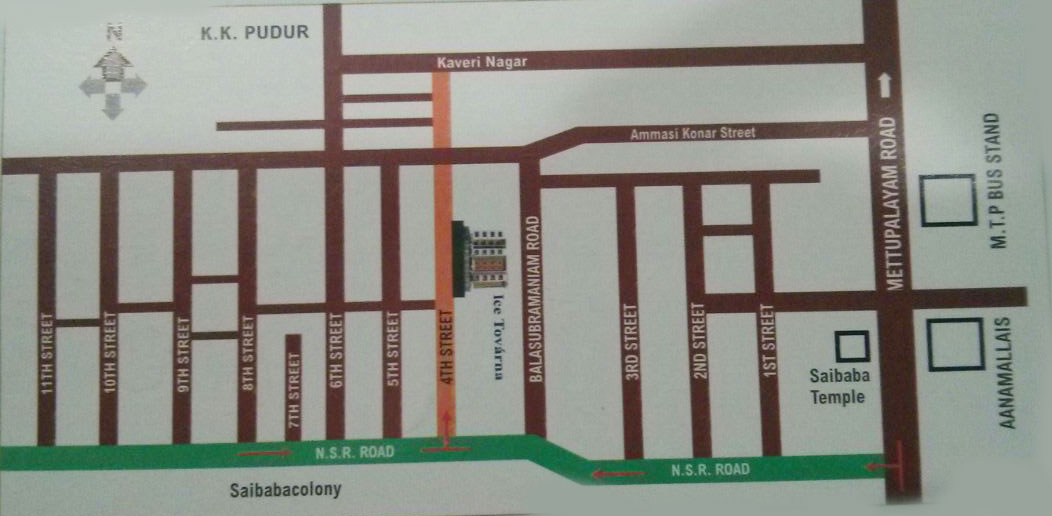 N
K.K. PUDUR
Kaveri Nagar
Ammasi Konar Street
METTUPALAYAM ROAD
M.T.P BUS STAND
11TH STREET
10TH STREET
9TH STREET
8TH STREET
7TH STREET
6TH STREET
5TH STREET
4TH STREET
Ice Tovarna
BALASUBRAMANIAM ROAD
3RD STREET
2ND STREET
1ST STREET
Saibaba
Temple
AANAMALLAIS
N.S.R. ROAD
N.S.R. ROAD
Saibabacolony